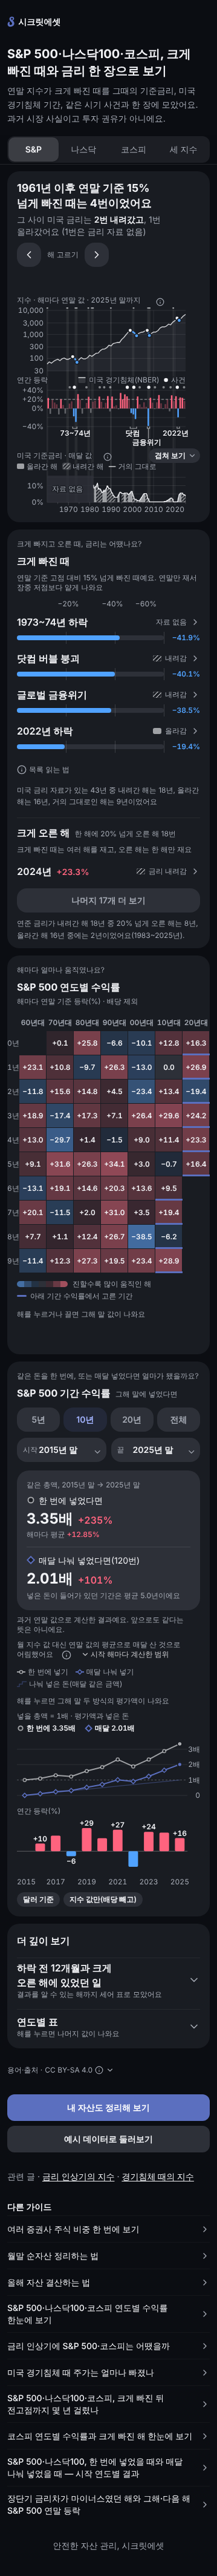 시크릿에셋
S&P 500·나스닥100·코스피, 크게
빠진 때와 금리 한 장으로 보기
연말 지수가 크게 빠진 때를 그때의 기준금리, 미국
경기침체 기간, 같은 시기 사건과 한 장에 모았어요.
과거 시장 사실이고 투자 권유가 아니에요.
S&P
나스닥
코스피
세 지수
1961년 이후 연말 기준 15%
넘게 빠진 때는 4번이었어요
그 사이 미국 금리는 2번 내려갔고, 1번
올라갔어요 (1번은 금리 자료 없음)
해 고르기
지수 · 해마다 연말 값 · 2025년 말까지
10,000
3,000
1,000
300
100
30
연간 등락
미국 경기침체(NBER)
사건
+40%
+20%
0%
−40%
73~74년
닷컴
2022년
금융위기
미국 기준금리 · 매달 값
겹쳐 보기
올라간 해
내려간 해
거의 그대로
10%
0%
자료 없음
1970 1980 1990 2000 2010 2020
크게 빠지고 오른 때, 금리는 어땠나요?
크게 빠진 때
연말 기준 고점 대비 15% 넘게 빠진 때예요. 연말만 재서
장중 저점보다 얕게 나와요
−20%
−40%
−60%
1973~74년 하락
자료 없음
−41.9%
닷컴 버블 붕괴
내려감
−40.1%
글로벌 금융위기
내려감
−38.5%
2022년 하락
올라감
−19.4%
목록 읽는 법
미국 금리 자료가 있는 43년 중 내려간 해는 18년, 올라간
해는 16년, 거의 그대로인 해는 9년이었어요
크게 오른 해
한 해에 20% 넘게 오른 해 18번
크게 빠진 때는 여러 해를 재고, 오른 해는 한 해만 재요
2024년
+23.3%
금리 내려감
나머지 17개 더 보기
연준 금리가 내려간 해 18년 중 20% 넘게 오른 해는 8년,
올라간 해 16년 중에는 2년이었어요(1983~2025년).
해마다 얼마나 움직였나요?
S&P 500 연도별 수익률
해마다 연말 기준 등락(%) · 배당 제외
60년대 70년대 80년대 90년대 00년대 10년대 20년대
0년 +0.1 +25.8 −6.6 −10.1 +12.8 +16.3
1년 +23.1 +10.8 −9.7 +26.3 −13.0 0.0 +26.9
2년 −11.8 +15.6 +14.8 +4.5 −23.4 +13.4 −19.4
3년 +18.9 −17.4 +17.3 +7.1 +26.4 +29.6 +24.2
4년 +13.0 −29.7 +1.4 −1.5 +9.0 +11.4 +23.3
5년 +9.1 +31.6 +26.3 +34.1 +3.0 −0.7 +16.4
6년 −13.1 +19.1 +14.6 +20.3 +13.6 +9.5
7년 +20.1 −11.5 +2.0 +31.0 +3.5 +19.4
8년 +7.7 +1.1 +12.4 +26.7 −38.5 −6.2
9년 −11.4 +12.3 +27.3 +19.5 +23.4 +28.9
진할수록 많이 움직인 해
아래 기간 수익률에서 고른 기간
해를 누르거나 끌면 그해 말 값이 나와요
같은 돈을 한 번에, 또는 매달 넣었다면 얼마가 됐을까요?
S&P 500 기간 수익률
그해 말에 넣었다면
5년
10년
20년
전체
시작 2015년 말
끝 2025년 말
같은 총액, 2015년 말 → 2025년 말
한 번에 넣었다면
3.35배 +235%
해마다 평균 +12.85%
매달 나눠 넣었다면(120번)
2.01배 +101%
넣은 돈이 들어가 있던 기간은 평균 5.0년이에요
과거 연말 값으로 계산한 결과예요. 앞으로도 같다는
뜻은 아니에요.
월 지수 값 대신 연말 값의 평균으로 매달 산 것으로
어림했어요
시작 해마다 계산한 범위
한 번에 넣기
매달 나눠 넣기
나눠 넣은 돈(매달 같은 금액)
해를 누르면 그해 말 두 방식의 평가액이 나와요
넣을 총액 = 1배 · 평가액과 넣은 돈
한 번에 3.35배
매달 2.01배
3배
2배
1배
0
연간 등락(%)
+10
−6
+29
+27
+24
+16
2015 2017 2019 2021 2023 2025
달러 기준
지수 값만(배당 빼고)
더 깊이 보기
하락 전 12개월과 크게
오른 해에 있었던 일
결과를 알 수 있는 해까지 세어 표로 모았어요
연도별 표
해를 누르면 나머지 값이 나와요
용어·출처 · CC BY-SA 4.0
내 자산도 정리해 보기
예시 데이터로 둘러보기
관련 글 · 금리 인상기의 지수 · 경기침체 때의 지수
다른 가이드
여러 증권사 주식 비중 한 번에 보기
월말 순자산 정리하는 법
올해 자산 결산하는 법
S&P 500·나스닥100·코스피 연도별 수익률
한눈에 보기
금리 인상기에 S&P 500·코스피는 어땠을까
미국 경기침체 때 주가는 얼마나 빠졌나
S&P 500·나스닥100·코스피, 크게 빠진 뒤
전고점까지 몇 년 걸렸나
코스피 연도별 수익률과 크게 빠진 해 한눈에 보기
S&P 500·나스닥100, 한 번에 넣었을 때와 매달
나눠 넣었을 때 — 시작 연도별 결과
장단기 금리차가 마이너스였던 해와 그해·다음 해
S&P 500 연말 등락
안전한 자산 관리, 시크릿에셋